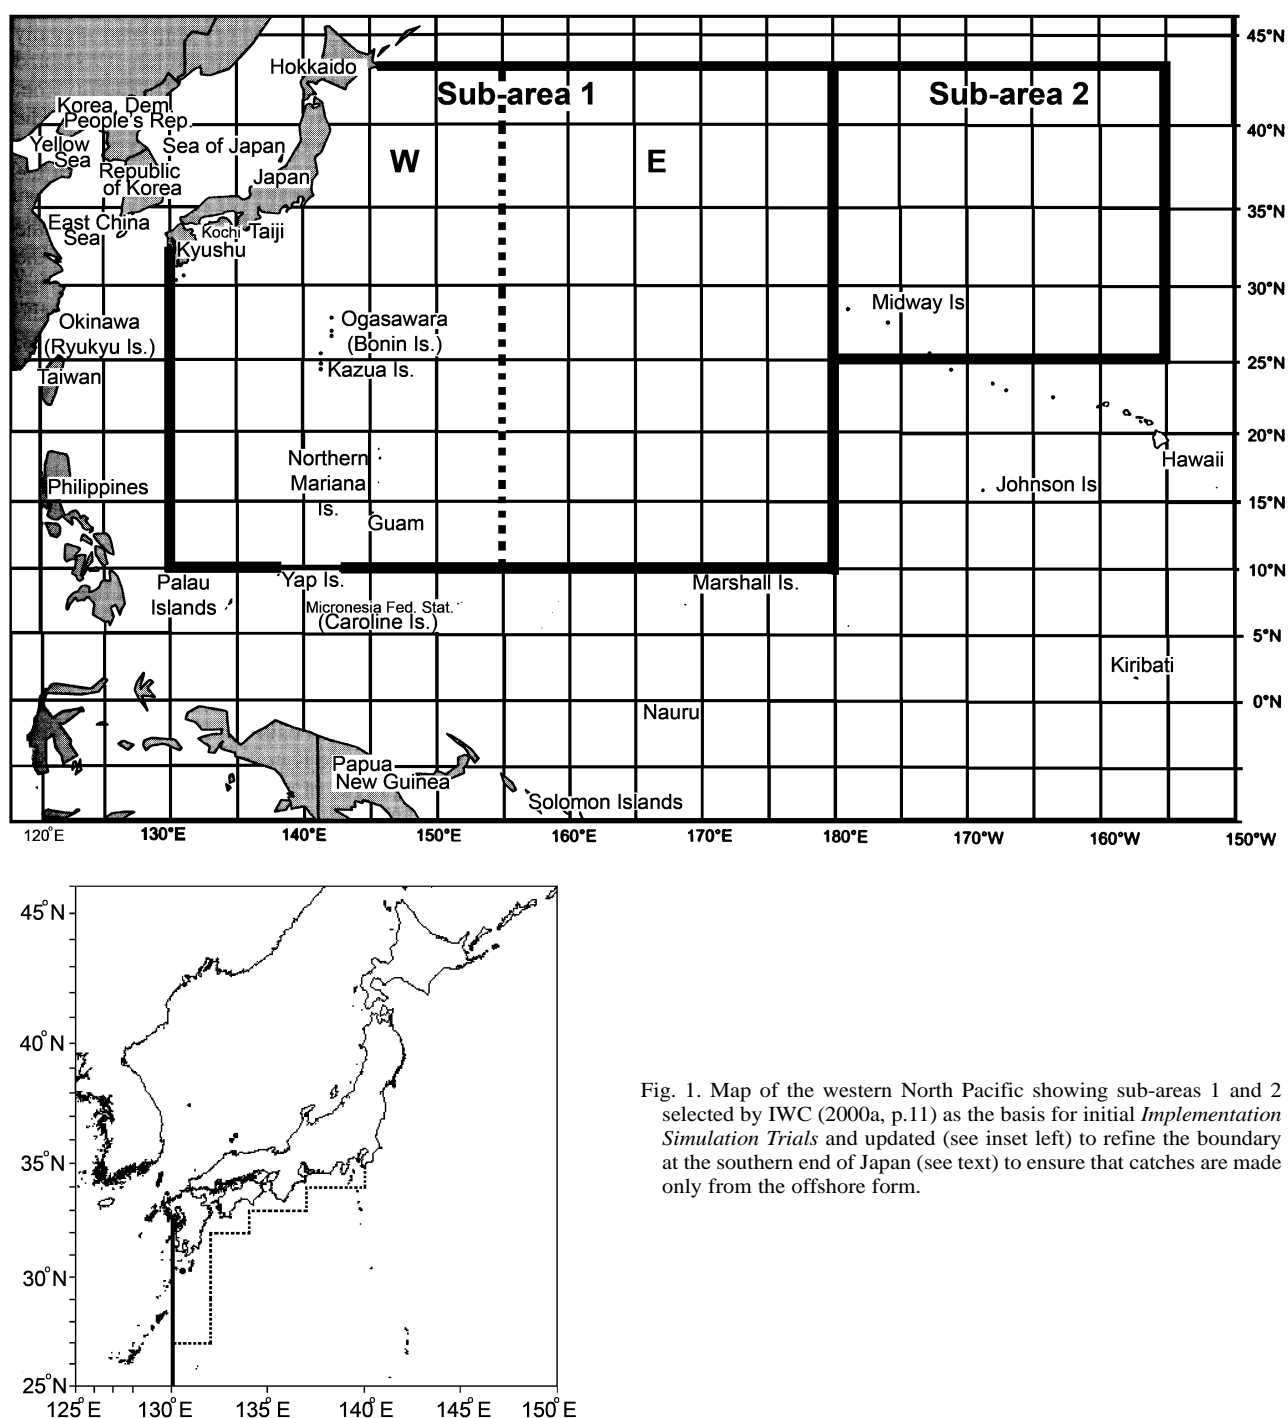 45°N
Hokkaido
Sub-area 1
Sub-area 2
Korea, Dem.
People's Rep.
40°N
Yellow
Sea
Sea of Japan
W
E
Republic
of Korea
Japan
35°N
East China
Sea
Kochi
Taiji
Kyushu
30°N
Midway Is
Okinawa
(Ryukyu Is.)
Ogasawara
(Bonin Is.)
25°N
Kazua Is.
Taiwan
20°N
Northern
Mariana
Is.
Hawaii
Philippines
Johnson Is
15°N
Guam
10°N
Palau
Islands
Yap Is.
Marshall Is.
Micronesia Fed. Stat.
(Caroline Is.)
5°N
Kiribati
0°N
Nauru
Papua
New Guinea
Solomon Islands
120°E 130°E 140°E 150°E 160°E 170°E 180°E 170°W 160°W 150°W
45°N
40°N
35°N
30°N
25°N
125°E 130°E 135°E 140°E 145°E 150°E
Fig. 1. Map of the western North Pacific showing sub-areas 1 and 2
selected by IWC (2000a, p.11) as the basis for initial Implementation
Simulation Trials and updated (see inset left) to refine the boundary
at the southern end of Japan (see text) to ensure that catches are made
only from the offshore form.